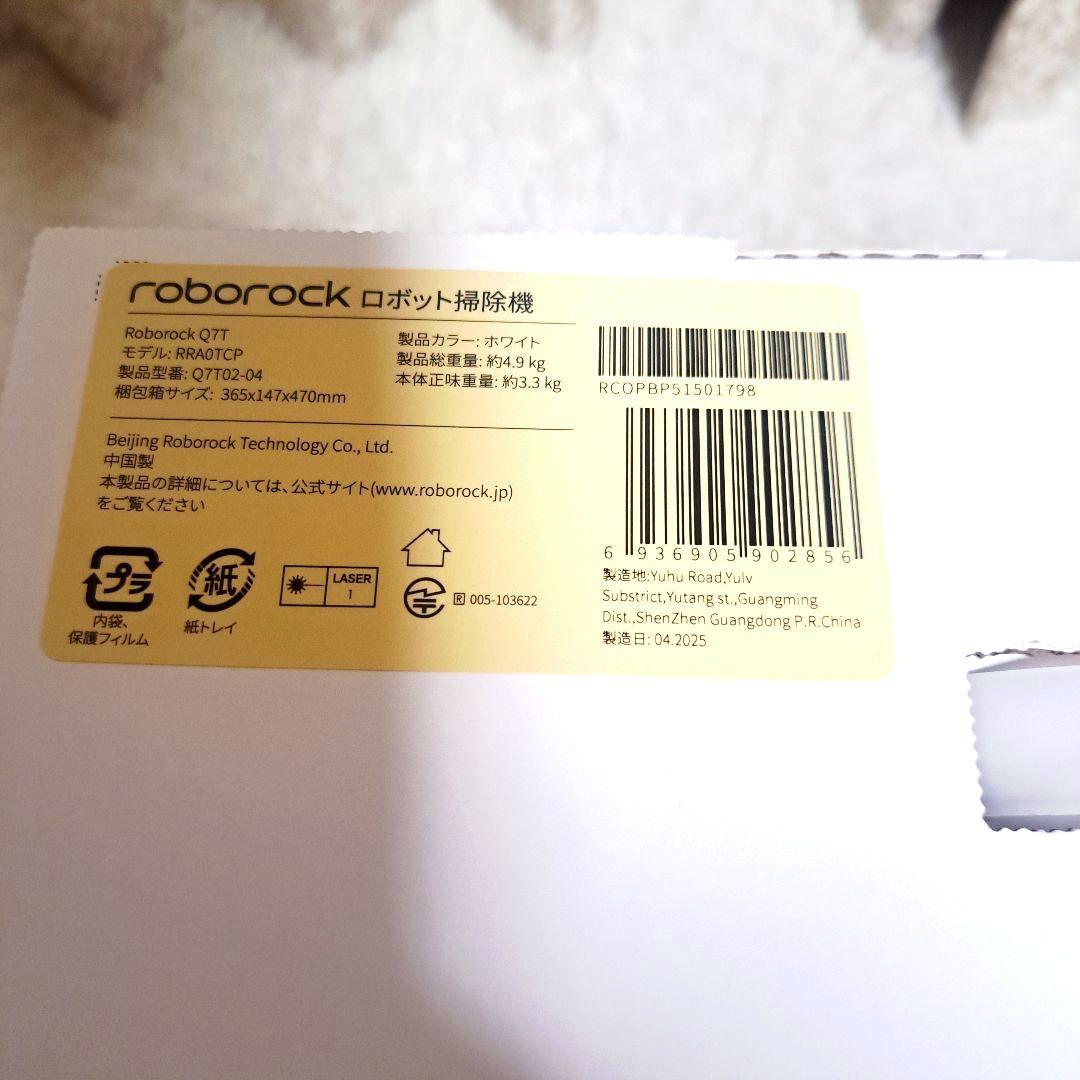 roborock ロボット掃除機
Roborock Q7T
モデル: RRA0TCP
製品型番: Q7T02-04
梱包箱サイズ: 365x147x470mm
製品カラー: ホワイト
製品総重量: 約4.9 kg
本体正味重量: 約3.3 kg
Beijing Roborock Technology Co., Ltd.
中国製
本製品の詳細については、公式サイト(www.roborock.jp)
をご覧ください
プラ
内袋、
保護フィルム
紙
紙トレイ
LASER
1
R 005-103622
RCOPBP51501798
6 936905 902856
製造地:Yuhu Road,Yulv
Substrict,Yutang st.,Guangming
Dist.,ShenZhen Guangdong P.R.China
製造日: 04.2025